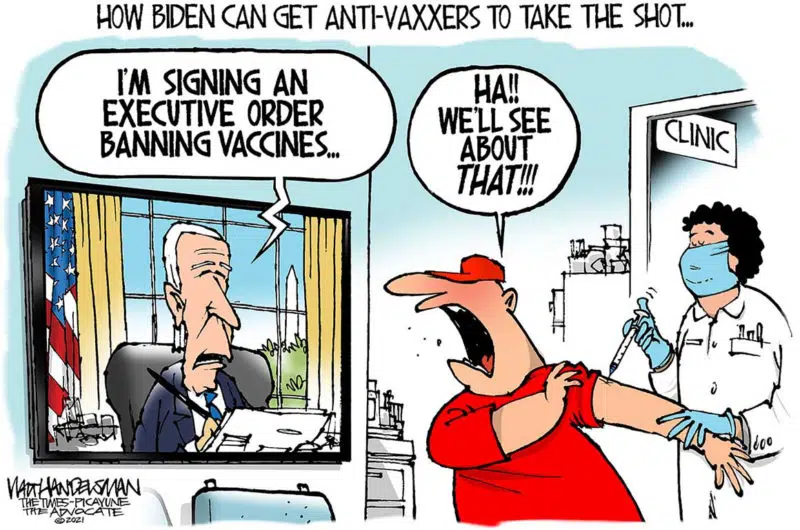 HOW BIDEN CAN GET ANTI-VAXXERS TO TAKE THE SHOT...
I'M SIGNING AN
EXECUTIVE ORDER
BANNING VACCINES...
HA!!
WE'LL SEE
ABOUT
THAT!!!
CLINIC
WALT HANDELSMAN
THE TIMES-PICAYUNE
THE ADVOCATE
©2021